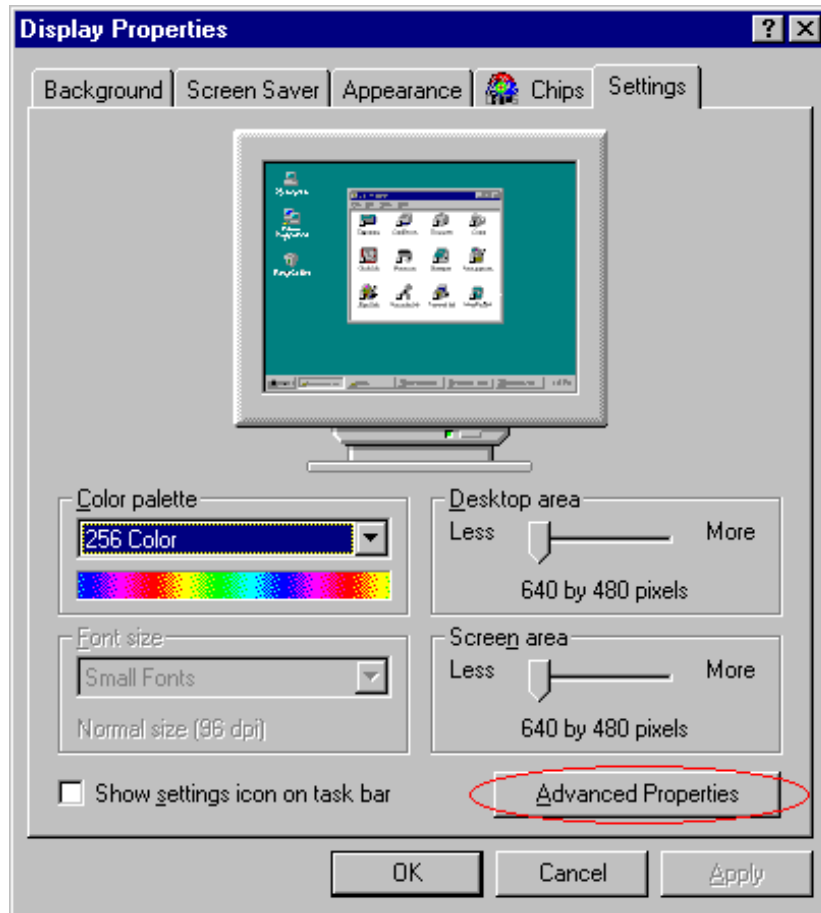 Display Properties
Background Screen Saver Appearance Chips Settings
Color palette
256 Color
Desktop area
Less More
640 by 480 pixels
Font size
Small Fonts
Normal size (96 dpi)
Screen area
Less More
640 by 480 pixels
Show settings icon on task bar
Advanced Properties
OK Cancel Apply